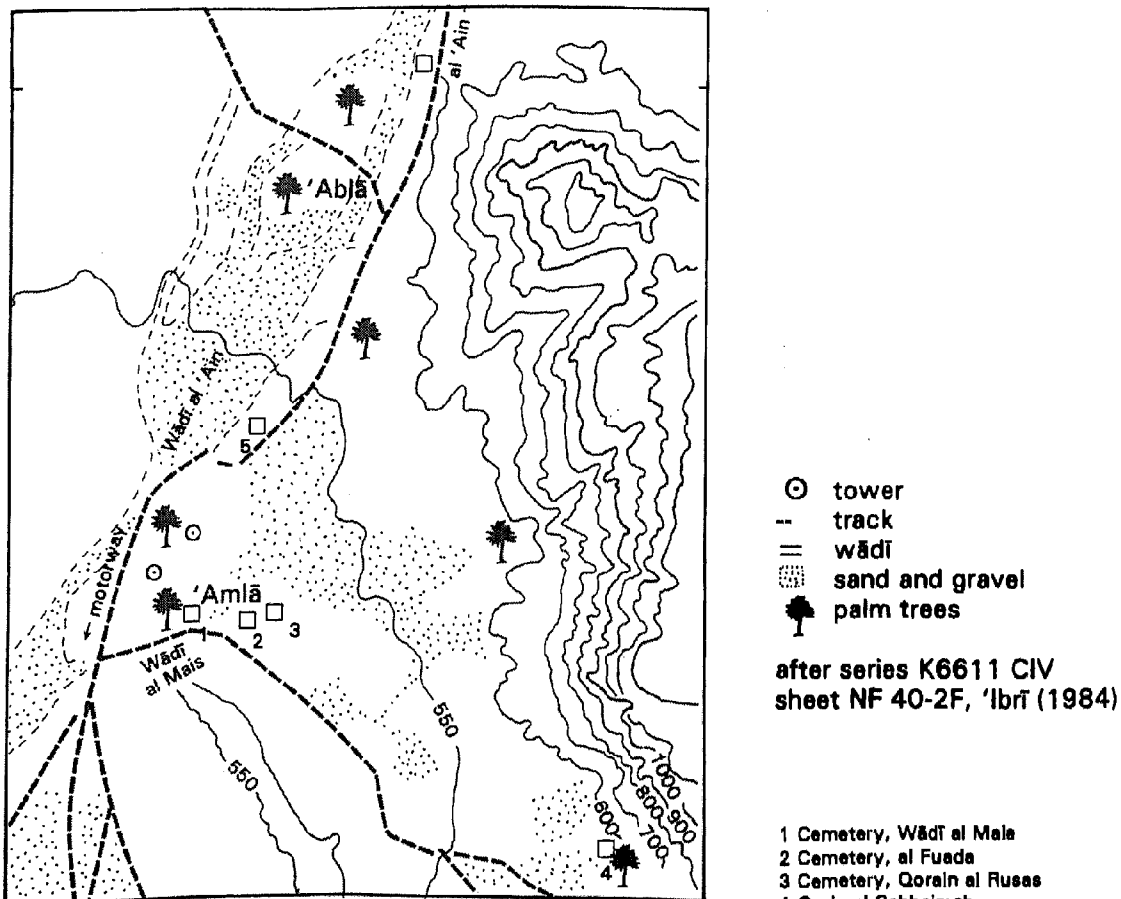 al 'Ain
'Ablā
Wādī al 'Ain
5
motorway
'Amlā
1
2
3
Wādī
al Mais
550
550
600
700
800
900
1000
4
tower
track
wādī
sand and gravel
palm trees
after series K6611 CIV
sheet NF 40-2F, 'Ibrī (1984)
1 Cemetery, Wādī al Mais
2 Cemetery, al Fuada
3 Cemetery, Qorain al Rusas